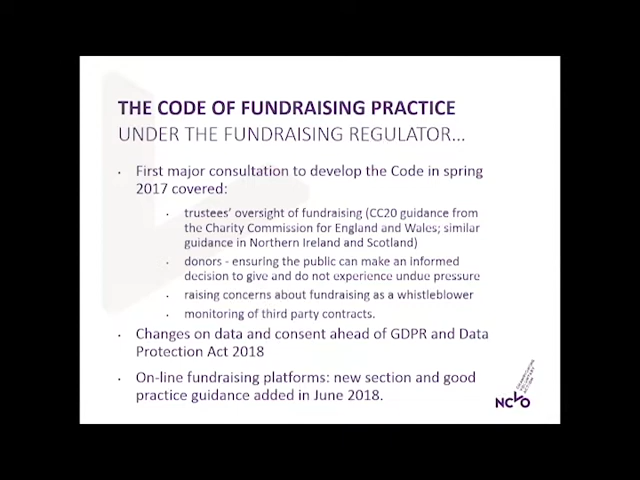 THE CODE OF FUNDRAISING PRACTICE
UNDER THE FUNDRAISING REGULATOR...
• First major consultation to develop the Code in spring
2017 covered:
• trustees' oversight of fundraising (CC20 guidance from
the Charity Commission for England and Wales; similar
guidance in Northern Ireland and Scotland)
• donors - ensuring the public can make an informed
decision to give and do not experience undue pressure
• raising concerns about fundraising as a whistleblower
• monitoring of third party contracts.
• Changes on data and consent ahead of GDPR and Data
Protection Act 2018
• On-line fundraising platforms: new section and good
practice guidance added in June 2018.
NCVO